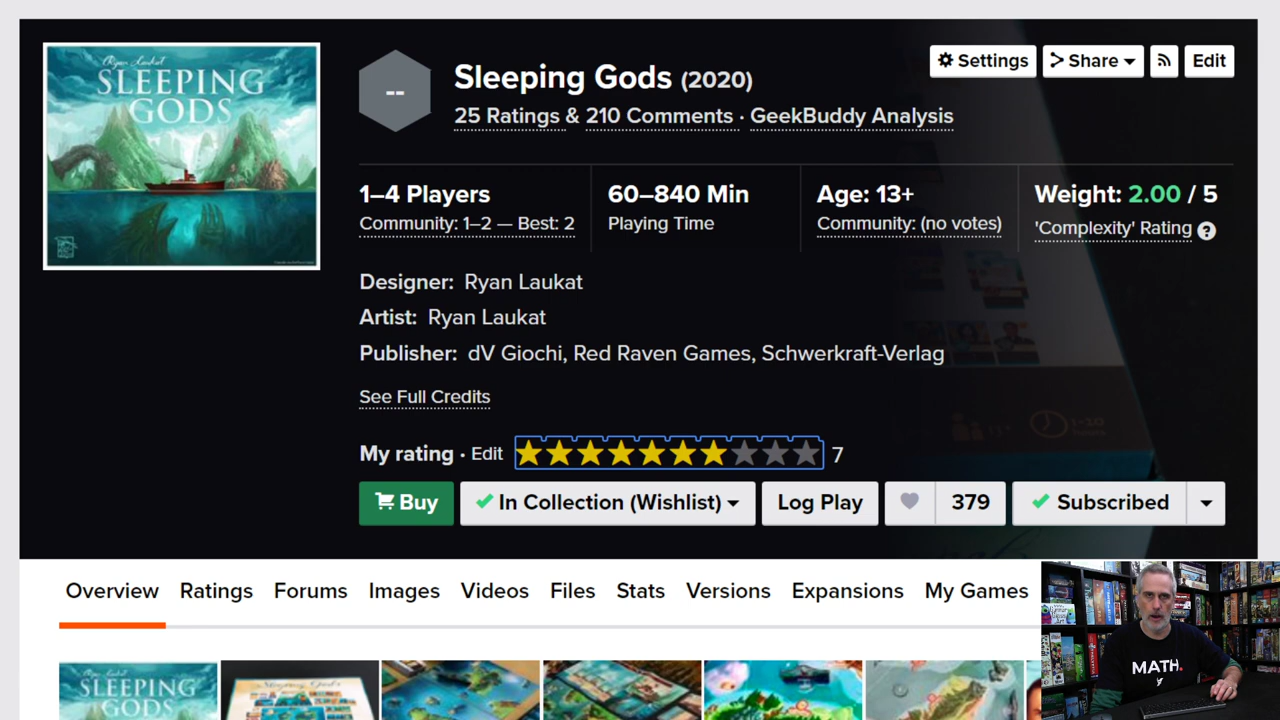 Ryan Laukat
SLEEPING
GODS
--
Sleeping Gods (2020)
25 Ratings & 210 Comments · GeekBuddy Analysis
Settings
Share
Edit
1–4 Players
Community: 1–2 — Best: 2
60–840 Min
Playing Time
Age: 13+
Community: (no votes)
Weight: 2.00 / 5
'Complexity' Rating ?
Designer: Ryan Laukat
Artist: Ryan Laukat
Publisher: dV Giochi, Red Raven Games, Schwerkraft-Verlag
See Full Credits
My rating · Edit
7
Buy
In Collection (Wishlist)
Log Play
379
Subscribed
Overview
Ratings
Forums
Images
Videos
Files
Stats
Versions
Expansions
My Games
SLEEPING
GODS
Sleeping Gods
MATH.